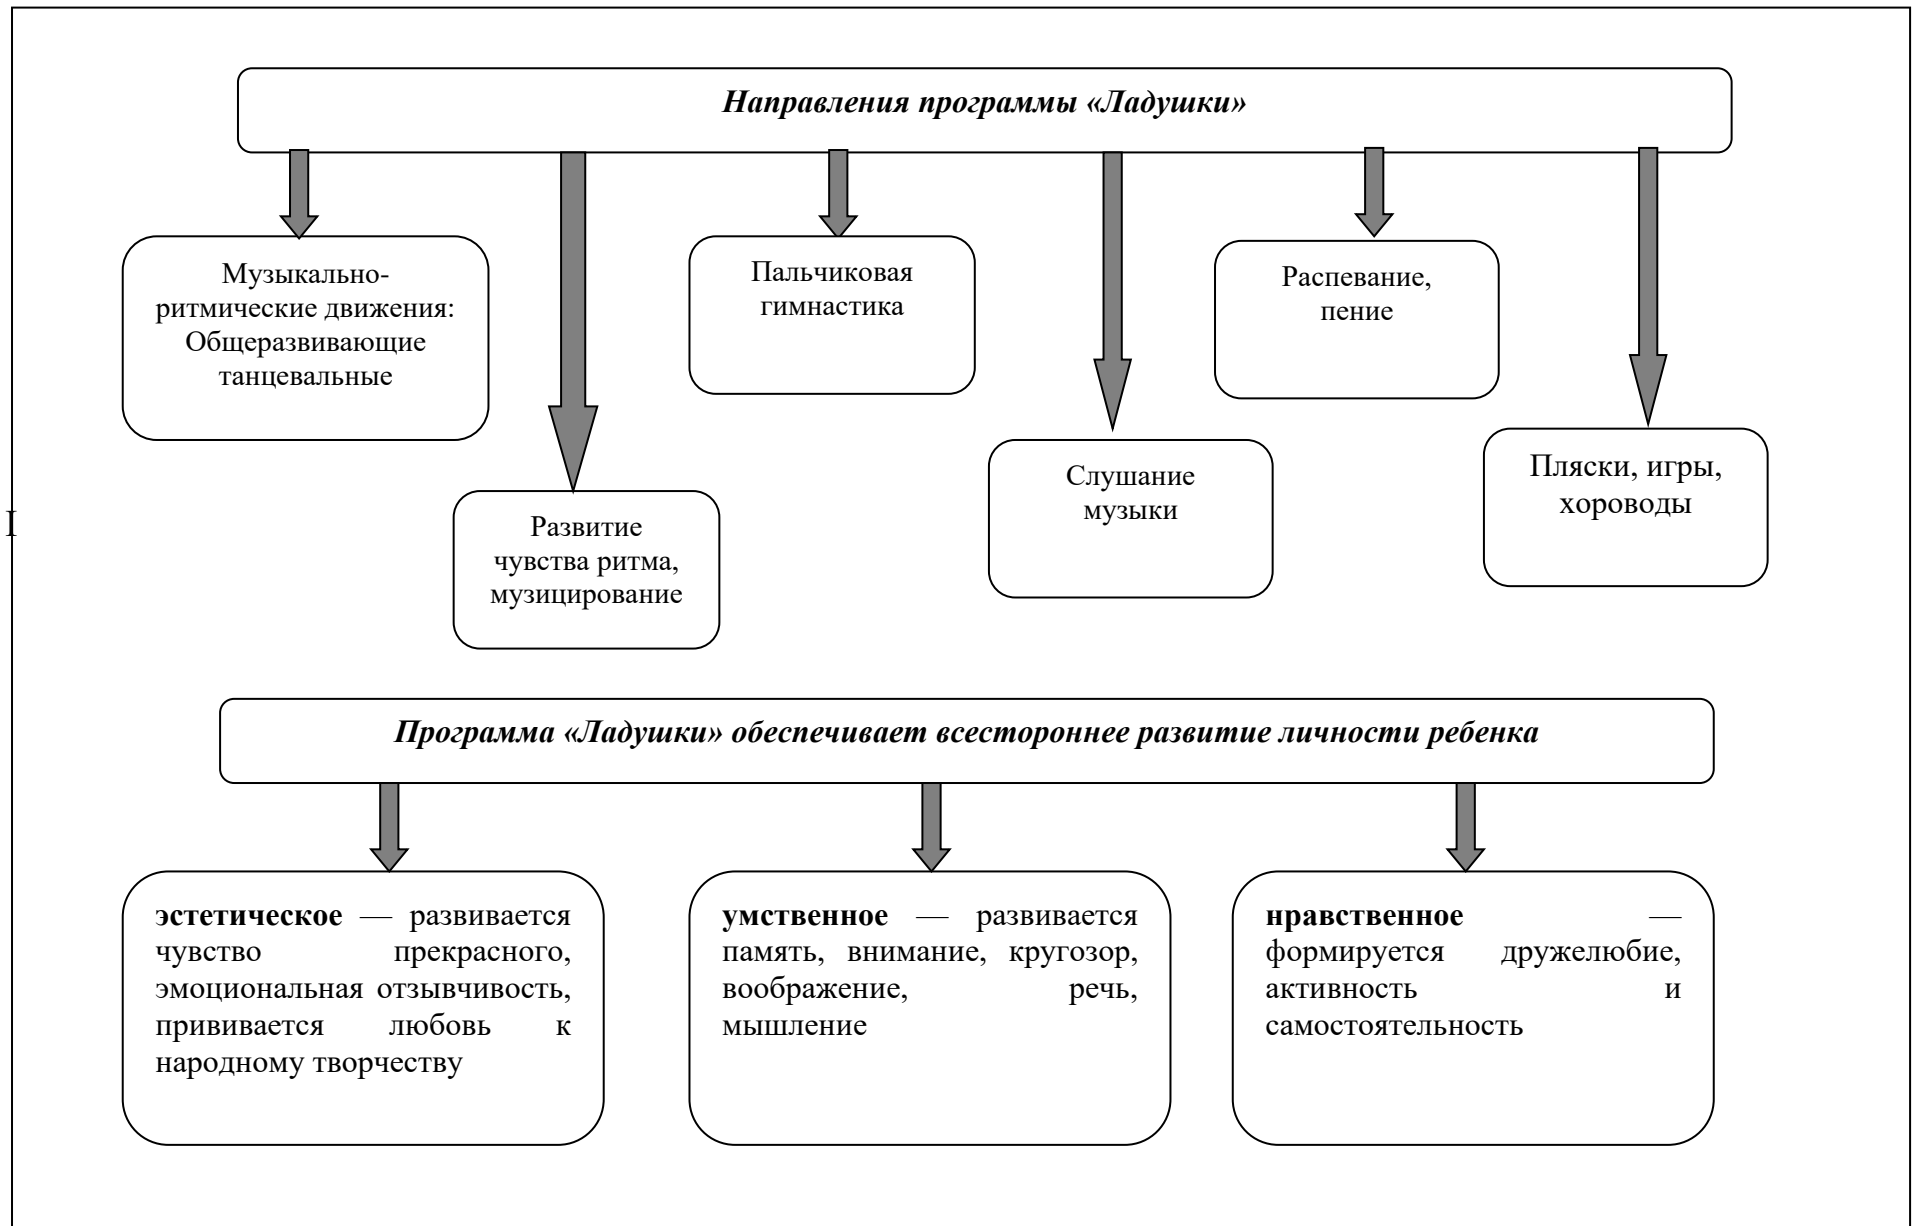 Направления программы «Ладушки»
Музыкально-
ритмические движения:
Общеразвивающие
танцевальные
Пальчиковая
гимнастика
Распевание,
пение
Развитие
чувства ритма,
музицирование
Слушание
музыки
Пляски, игры,
хороводы
I
Программа «Ладушки» обеспечивает всестороннее развитие личности ребенка
эстетическое — развивается
чувство прекрасного,
эмоциональная отзывчивость,
прививается любовь к
народному творчеству
умственное — развивается
память, внимание, кругозор,
воображение, речь,
мышление
нравственное —
формируется дружелюбие,
активность и
самостоятельность